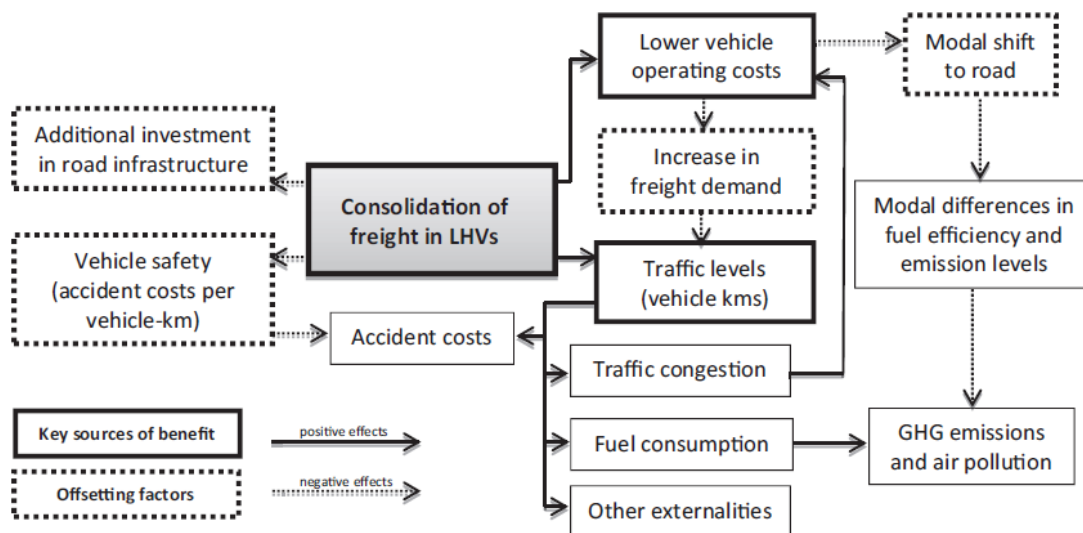 Lower vehicle
operating costs
Modal shift
to road
Additional investment
in road infrastructure
Increase in
freight demand
Consolidation of
freight in LHVs
Modal differences in
fuel efficiency and
emission levels
Vehicle safety
(accident costs per
vehicle-km)
Traffic levels
(vehicle kms)
Accident costs
Traffic congestion
Key sources of benefit
positive effects
Fuel consumption
GHG emissions
and air pollution
Offsetting factors
negative effects
Other externalities